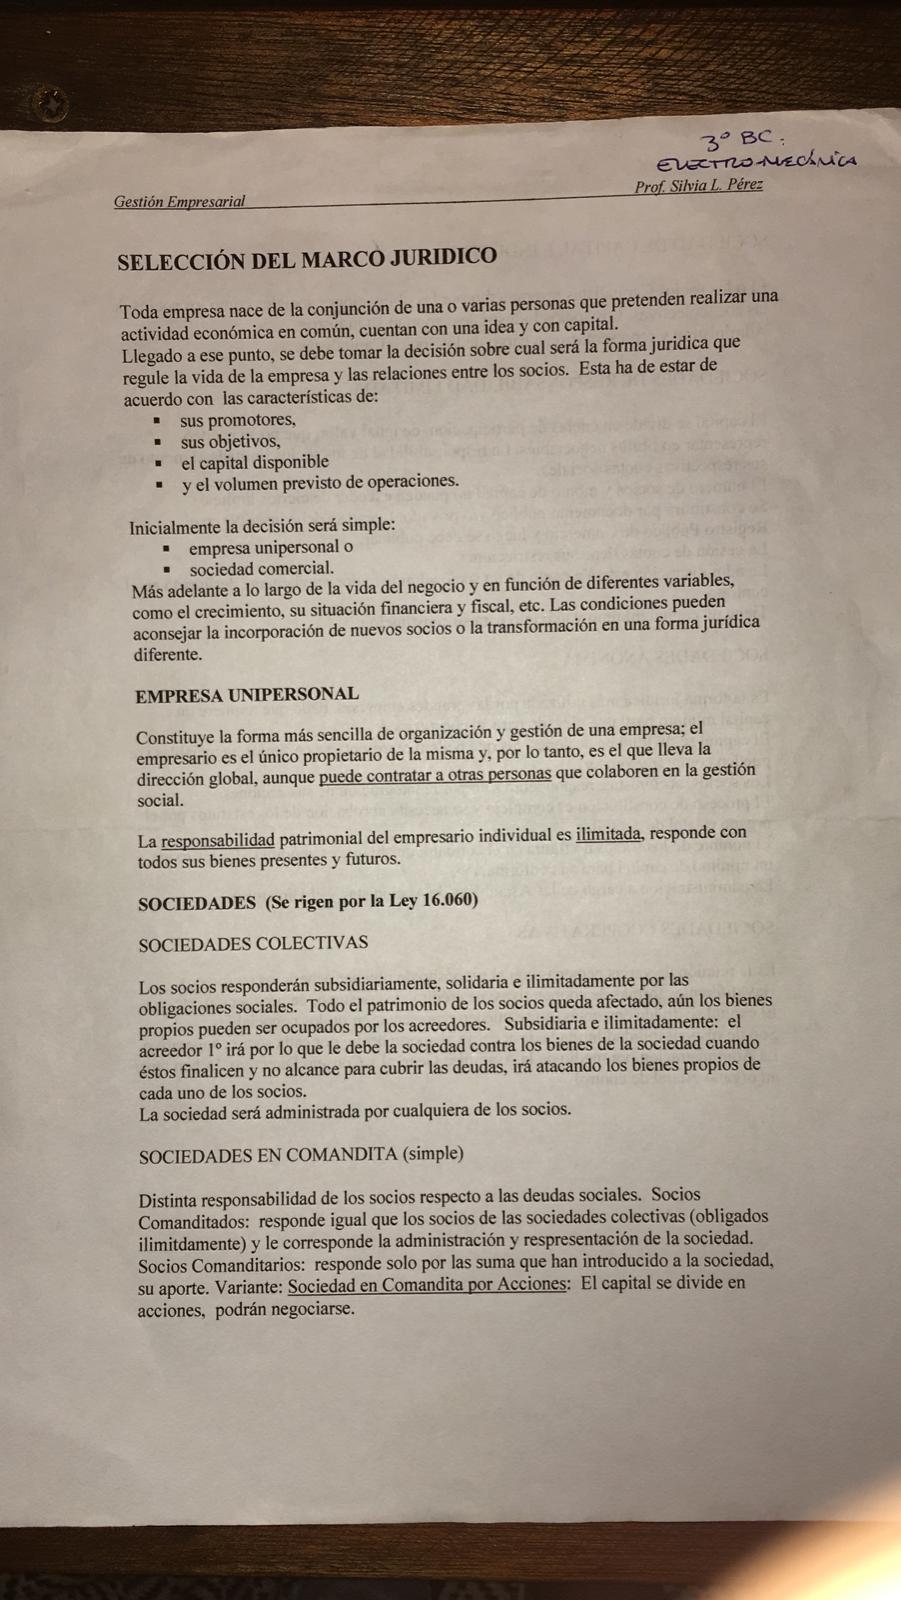 3º BC:
ELECTRO-MECÁNICA
Gestión Empresarial
Prof. Silvia L. Pérez
SELECCIÓN DEL MARCO JURIDICO
Toda empresa nace de la conjunción de una o varias personas que pretenden realizar una
actividad económica en común, cuentan con una idea y con capital.
Llegado a ese punto, se debe tomar la decisión sobre cual será la forma juridica que
regule la vida de la empresa y las relaciones entre los socios. Esta ha de estar de
acuerdo con las características de:
▪ sus promotores,
▪ sus objetivos,
▪ el capital disponible
▪ y el volumen previsto de operaciones.
Inicialmente la decisión será simple:
▪ empresa unipersonal o
▪ sociedad comercial.
Más adelante a lo largo de la vida del negocio y en función de diferentes variables,
como el crecimiento, su situación financiera y fiscal, etc. Las condiciones pueden
aconsejar la incorporación de nuevos socios o la transformación en una forma jurídica
diferente.
EMPRESA UNIPERSONAL
Constituye la forma más sencilla de organización y gestión de una empresa; el
empresario es el único propietario de la misma y, por lo tanto, es el que lleva la
dirección global, aunque puede contratar a otras personas que colaboren en la gestión
social.
La responsabilidad patrimonial del empresario individual es ilimitada, responde con
todos sus bienes presentes y futuros.
SOCIEDADES (Se rigen por la Ley 16.060)
SOCIEDADES COLECTIVAS
Los socios responderán subsidiariamente, solidaria e ilimitadamente por las
obligaciones sociales. Todo el patrimonio de los socios queda afectado, aún los bienes
propios pueden ser ocupados por los acreedores. Subsidiaria e ilimitadamente: el
acreedor 1º irá por lo que le debe la sociedad contra los bienes de la sociedad cuando
éstos finalicen y no alcance para cubrir las deudas, irá atacando los bienes propios de
cada uno de los socios.
La sociedad será administrada por cualquiera de los socios.
SOCIEDADES EN COMANDITA (simple)
Distinta responsabilidad de los socios respecto a las deudas sociales. Socios
Comanditados: responde igual que los socios de las sociedades colectivas (obligados
ilimitdamente) y le corresponde la administración y respresentación de la sociedad.
Socios Comanditarios: responde solo por las suma que han introducido a la sociedad,
su aporte. Variante: Sociedad en Comandita por Acciones: El capital se divide en
acciones, podrán negociarse.